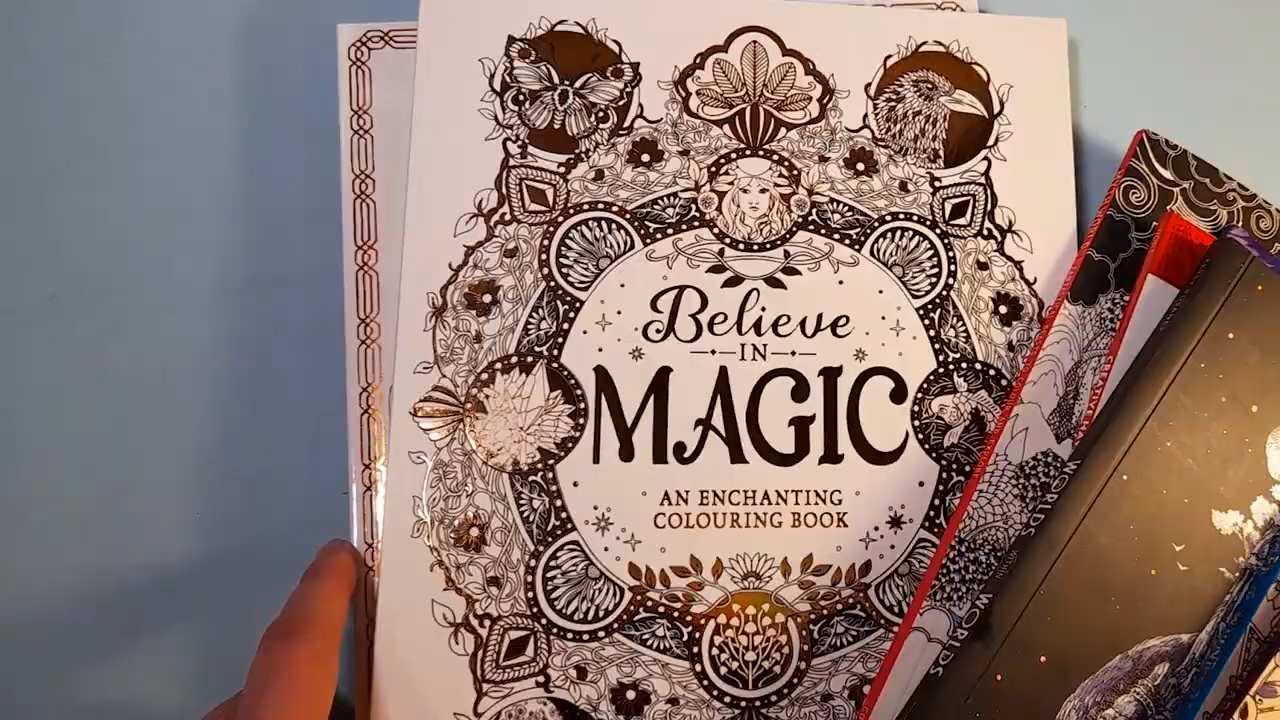 Believe
IN
MAGIC
AN ENCHANTING
COLOURING BOOK
WORLDS
WORLDS